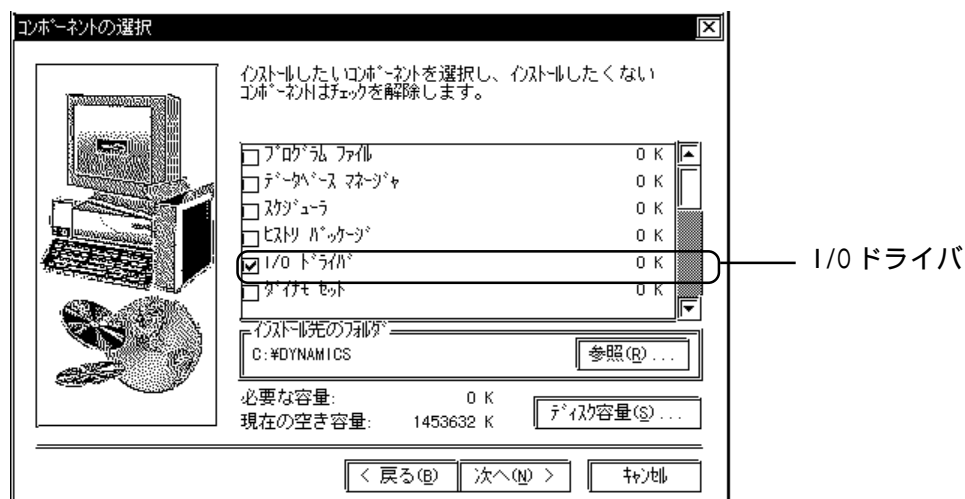 コンポーネントの選択
インストールしたいコンポーネントを選択し、インストールしたくない
コンポーネントはチェックを解除します。
プログラム ファイル 0 K
データベース マネージャ 0 K
スケジューラ 0 K
ヒストリ パッケージ 0 K
I/O ドライバ 0 K
I/O ドライバ
ダイナモ セット 0 K
インストール先のフォルダ
C:¥DYNAMICS
参照(R)...
必要な容量: 0 K
現在の空き容量: 1453632 K
ディスク容量(S)...
< 戻る(B)
次へ(N) >
キャンセル